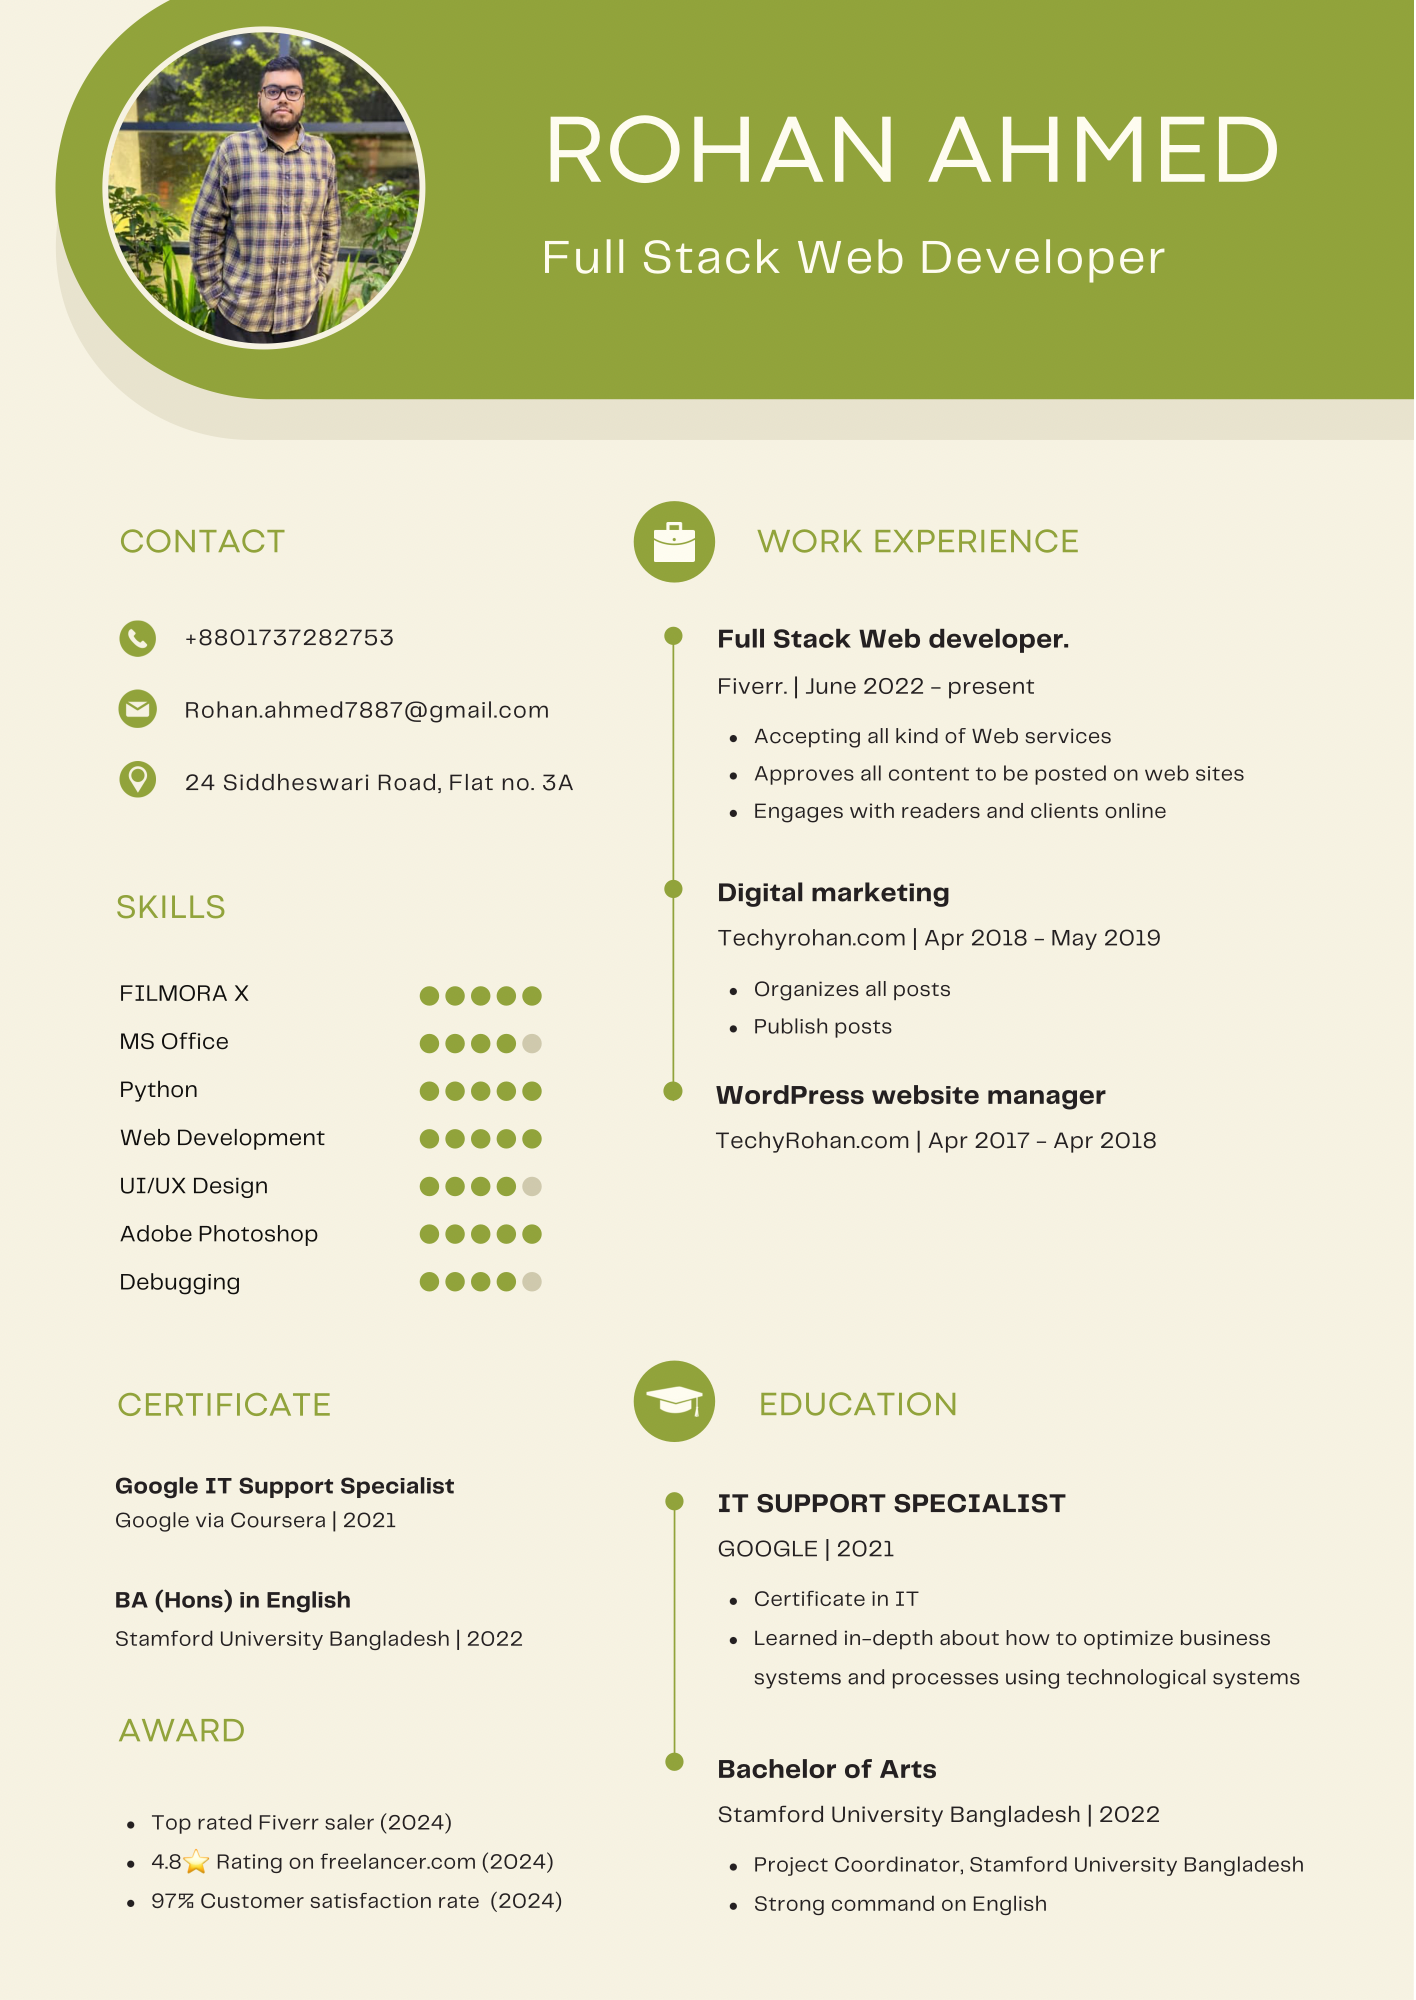 ROHAN AHMED
Full Stack Web Developer
CONTACT
+8801737282753
Rohan.ahmed7887@gmail.com
24 Siddheswari Road, Flat no. 3A
SKILLS
FILMORA X
MS Office
Python
Web Development
UI/UX Design
Adobe Photoshop
Debugging
CERTIFICATE
Google IT Support Specialist
Google via Coursera | 2021
BA (Hons) in English
Stamford University Bangladesh | 2022
AWARD
• Top rated Fiverr saler (2024)
• 4.8⭐ Rating on freelancer.com (2024)
• 97% Customer satisfaction rate (2024)
WORK EXPERIENCE
Full Stack Web developer.
Fiverr. | June 2022 - present
• Accepting all kind of Web services
• Approves all content to be posted on web sites
• Engages with readers and clients online
Digital marketing
Techyrohan.com | Apr 2018 - May 2019
• Organizes all posts
• Publish posts
WordPress website manager
TechyRohan.com | Apr 2017 - Apr 2018
EDUCATION
IT SUPPORT SPECIALIST
GOOGLE | 2021
• Certificate in IT
• Learned in-depth about how to optimize business
systems and processes using technological systems
Bachelor of Arts
Stamford University Bangladesh | 2022
• Project Coordinator, Stamford University Bangladesh
• Strong command on English